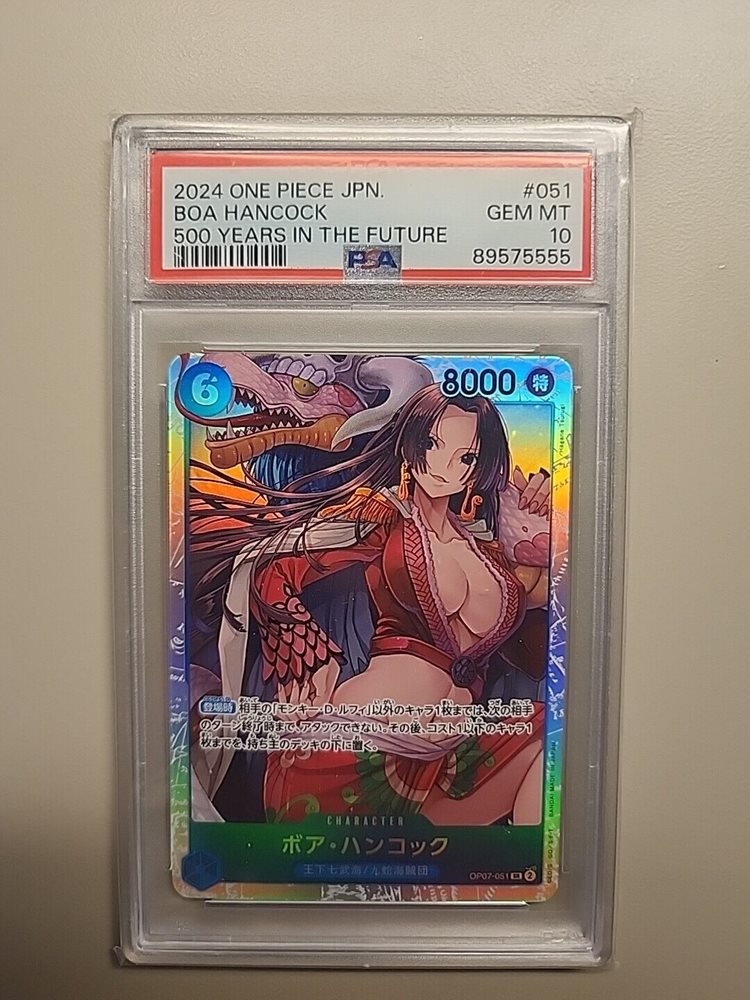 2024 ONE PIECE JPN. #051
BOA HANCOCK GEM MT
500 YEARS IN THE FUTURE 10
PSA 89575555
6 8000 特
登場時 相手の「モンキー・D・ルフィ」以外のキャラ1枚までは、次の相手
のターン終了時まで、アタックできない。その後、コスト1以下のキャラ1
枚までを、持ち主のデッキの下に置く。
CHARACTER
ボア・ハンコック
王下七武海/九蛇海賊団
OP07-051 SR 2
BANDAI MADE IN JAPAN